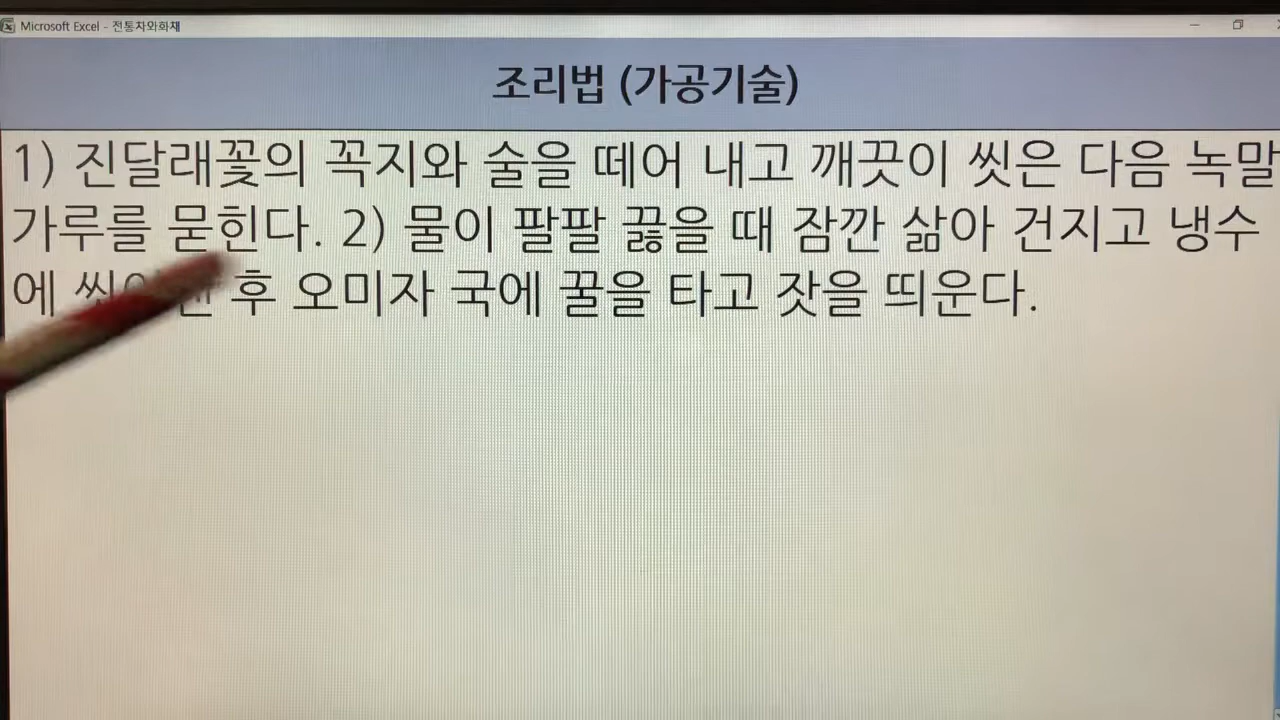 Microsoft Excel - 전통차와화채
조리법 (가공기술)
1) 진달래꽃의 꼭지와 술을 떼어 내고 깨끗이 씻은 다음 녹말
가루를 묻힌다. 2) 물이 팔팔 끓을 때 잠깐 삶아 건지고 냉수
에 후 오미자 국에 꿀을 타고 잣을 띄운다.